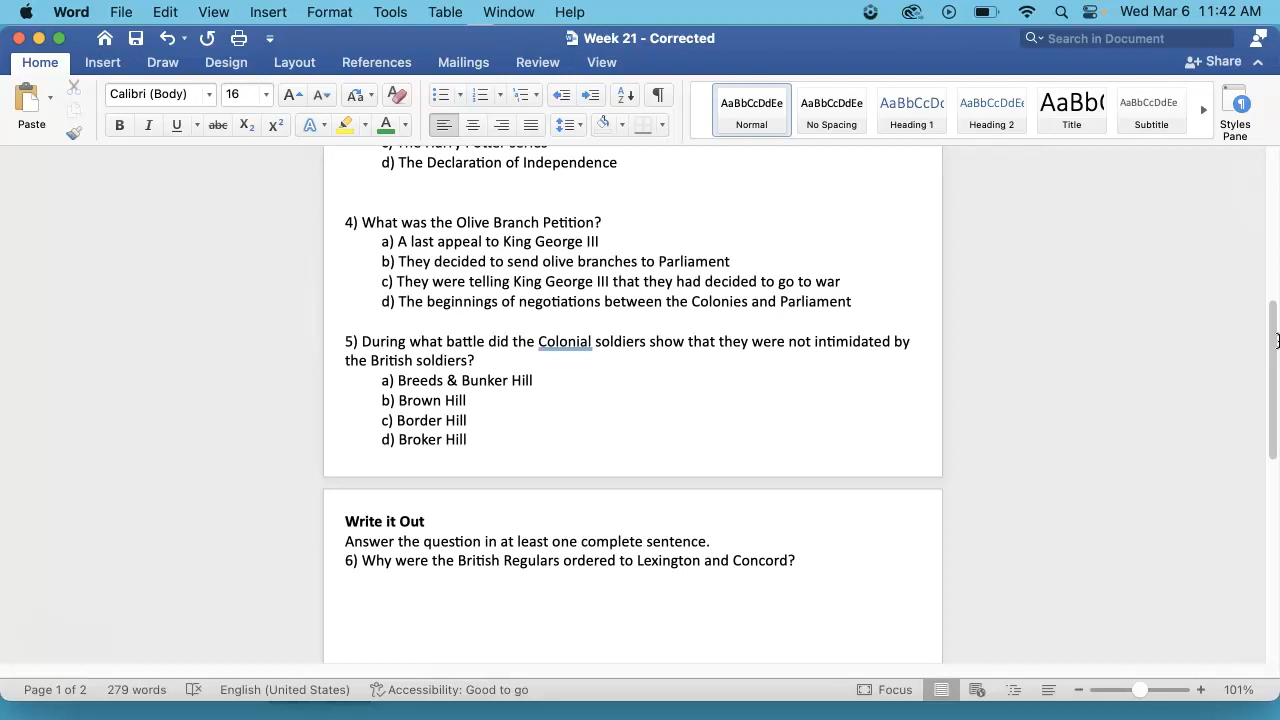 Word File Edit View Insert Format Tools Table Window Help Wed Mar 6 11:42 AM
Week 21 - Corrected
Search in Document
Home Insert Draw Design Layout References Mailings Review View Share
Paste
Calibri (Body) 16
AaBbCcDdEe AaBbCcDdEe AaBbCcDc AaBbCcDdEe AaBb( AaBbCcDdEe
Normal No Spacing Heading 1 Heading 2 Title Subtitle
Styles Pane
d) The Declaration of Independence
4) What was the Olive Branch Petition?
a) A last appeal to King George III
b) They decided to send olive branches to Parliament
c) They were telling King George III that they had decided to go to war
d) The beginnings of negotiations between the Colonies and Parliament
5) During what battle did the Colonial soldiers show that they were not intimidated by
the British soldiers?
a) Breeds & Bunker Hill
b) Brown Hill
c) Border Hill
d) Broker Hill
Write it Out
Answer the question in at least one complete sentence.
6) Why were the British Regulars ordered to Lexington and Concord?
Page 1 of 2 279 words English (United States) Accessibility: Good to go Focus 101%